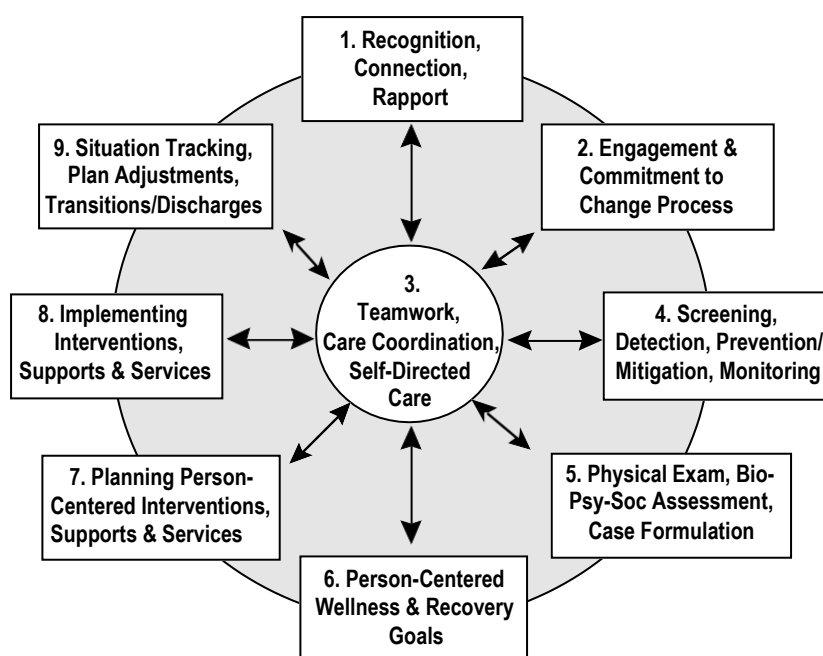 1. Recognition,
Connection,
Rapport
2. Engagement &
Commitment to
Change Process
3.
Teamwork,
Care Coordination,
Self-Directed
Care
4. Screening,
Detection, Prevention/
Mitigation, Monitoring
5. Physical Exam, Bio-
Psy-Soc Assessment,
Case Formulation
6. Person-Centered
Wellness & Recovery
Goals
7. Planning Person-
Centered Interventions,
Supports & Services
8. Implementing
Interventions,
Supports & Services
9. Situation Tracking,
Plan Adjustments,
Transitions/Discharges